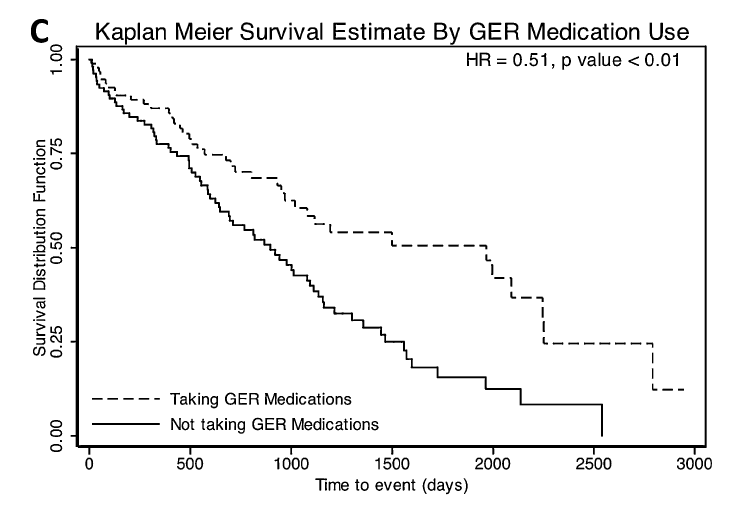 C
Kaplan Meier Survival Estimate By GER Medication Use
HR = 0.51, p value < 0.01
Survival Distribution Function
1.00
0.75
0.50
0.25
0.00
Taking GER Medications
Not taking GER Medications
0 500 1000 1500 2000 2500 3000
Time to event (days)